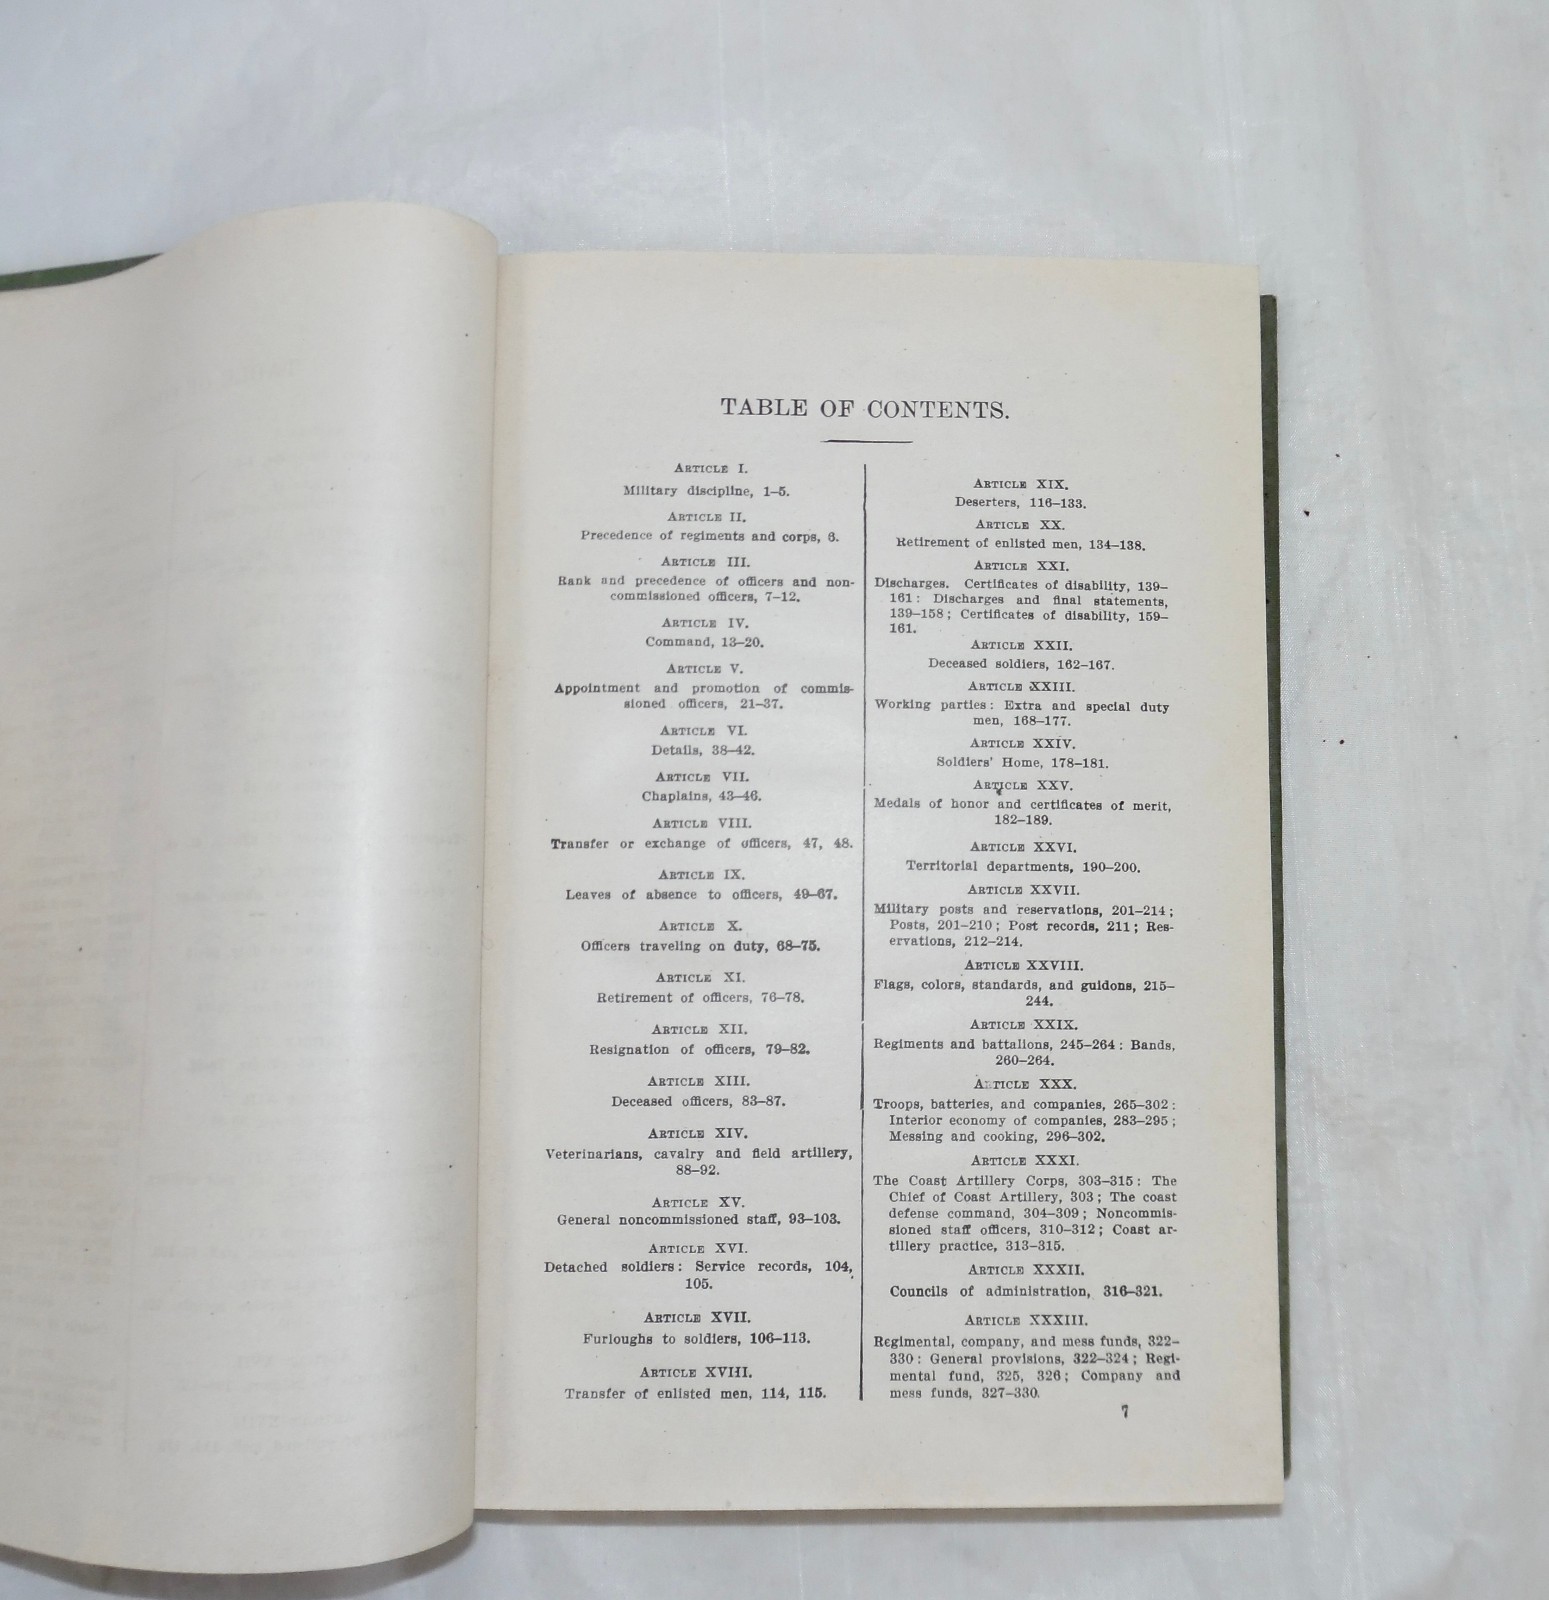 TABLE OF CONTENTS.
ARTICLE I.
Military discipline, 1–5.
ARTICLE II.
Precedence of regiments and corps, 6.
ARTICLE III.
Rank and precedence of officers and non-
commissioned officers, 7–12.
ARTICLE IV.
Command, 13–20.
ARTICLE V.
Appointment and promotion of commis-
sioned officers, 21–37.
ARTICLE VI.
Details, 38–42.
ARTICLE VII.
Chaplains, 43–46.
ARTICLE VIII.
Transfer or exchange of officers, 47, 48.
ARTICLE IX.
Leaves of absence to officers, 49–67.
ARTICLE X.
Officers traveling on duty, 68–75.
ARTICLE XI.
Retirement of officers, 76–78.
ARTICLE XII.
Resignation of officers, 79–82.
ARTICLE XIII.
Deceased officers, 83–87.
ARTICLE XIV.
Veterinarians, cavalry and field artillery,
88–92.
ARTICLE XV.
General noncommissioned staff, 93–103.
ARTICLE XVI.
Detached soldiers: Service records, 104,
105.
ARTICLE XVII.
Furloughs to soldiers, 106–113.
ARTICLE XVIII.
Transfer of enlisted men, 114, 115.
ARTICLE XIX.
Deserters, 116–133.
ARTICLE XX.
Retirement of enlisted men, 134–138.
ARTICLE XXI.
Discharges. Certificates of disability, 139–
161: Discharges and final statements,
139–158; Certificates of disability, 159–
161.
ARTICLE XXII.
Deceased soldiers, 162–167.
ARTICLE XXIII.
Working parties: Extra and special duty
men, 168–177.
ARTICLE XXIV.
Soldiers' Home, 178–181.
ARTICLE XXV.
Medals of honor and certificates of merit,
182–189.
ARTICLE XXVI.
Territorial departments, 190–200.
ARTICLE XXVII.
Military posts and reservations, 201–214;
Posts, 201–210; Post records, 211; Res-
ervations, 212–214.
ARTICLE XXVIII.
Flags, colors, standards, and guidons, 215–
244.
ARTICLE XXIX.
Regiments and battalions, 245–264: Bands,
260–264.
ARTICLE XXX.
Troops, batteries, and companies, 265–302:
Interior economy of companies, 283–295;
Messing and cooking, 296–302.
ARTICLE XXXI.
The Coast Artillery Corps, 303–315: The
Chief of Coast Artillery, 303; The coast
defense command, 304–309; Noncommis-
sioned staff officers, 310–312; Coast ar-
tillery practice, 313–315.
ARTICLE XXXII.
Councils of administration, 316–321.
ARTICLE XXXIII.
Regimental, company, and mess funds, 322–
330: General provisions, 322–324; Regi-
mental fund, 325, 326; Company and
mess funds, 327–330.
7